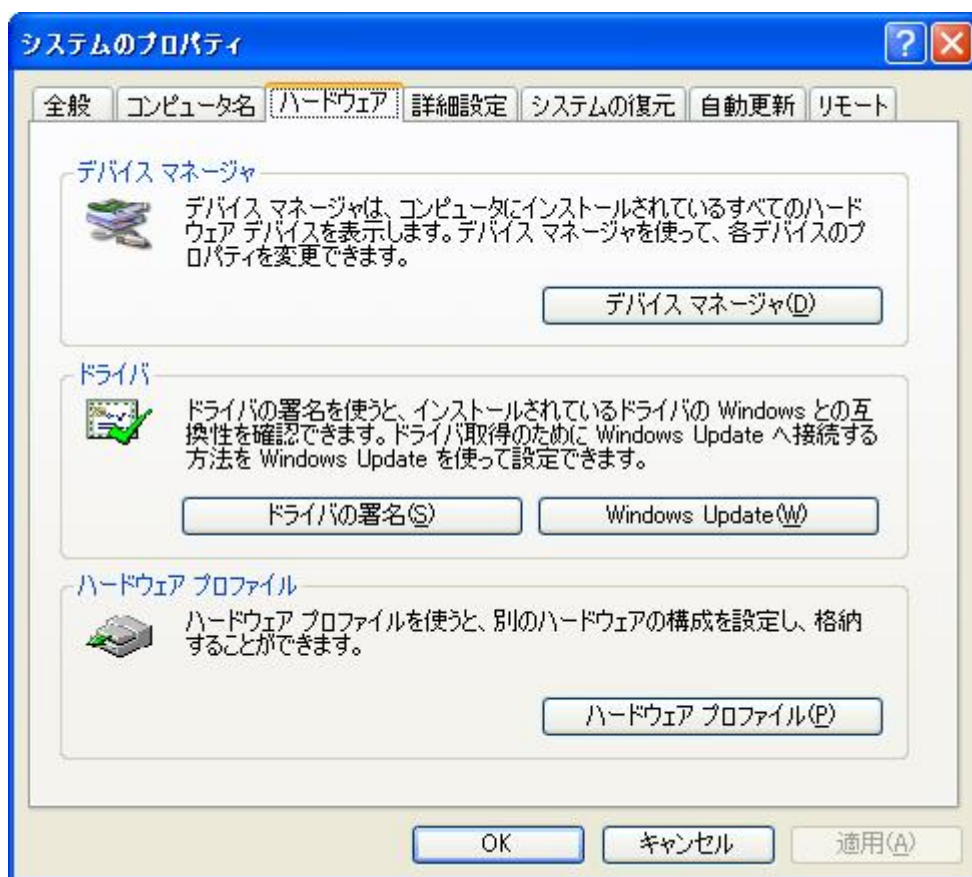 システムのプロパティ
全般
コンピュータ名
ハードウェア
詳細設定
システムの復元
自動更新
リモート
デバイス マネージャ
デバイス マネージャは、コンピュータにインストールされているすべてのハード
ウェア デバイスを表示します。デバイス マネージャを使って、各デバイスのプ
ロパティを変更できます。
デバイス マネージャ(D)
ドライバ
ドライバの署名を使うと、インストールされているドライバの Windows との互
換性を確認できます。ドライバ取得のために Windows Update へ接続する
方法を Windows Update を使って設定できます。
ドライバの署名(S)
Windows Update(W)
ハードウェア プロファイル
ハードウェア プロファイルを使うと、別のハードウェアの構成を設定し、格納
することができます。
ハードウェア プロファイル(P)
OK
キャンセル
適用(A)